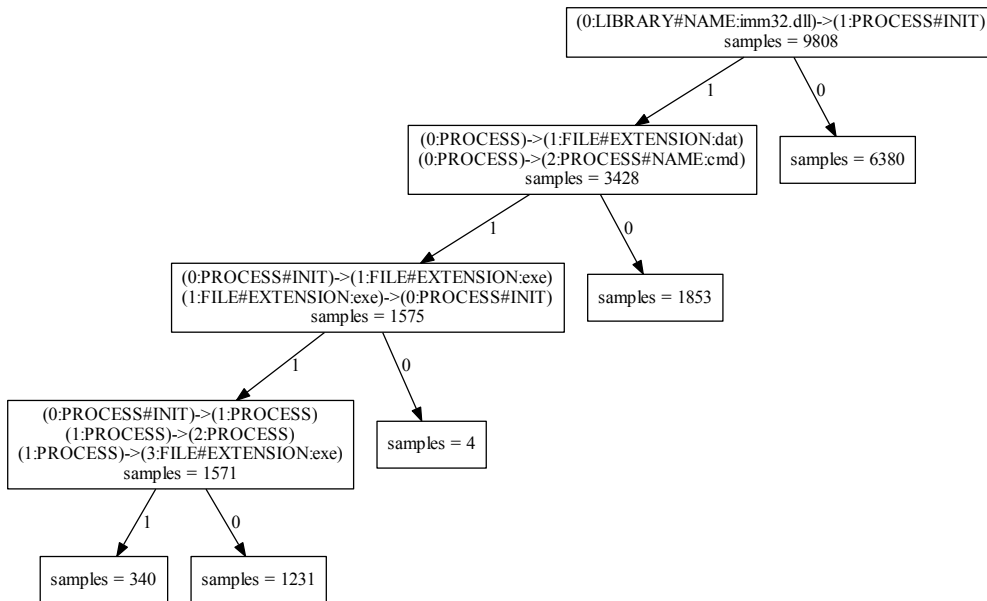 (0:LIBRARY#NAME:imm32.dll)->(1:PROCESS#INIT)
samples = 9808
1
0
(0:PROCESS)->(1:FILE#EXTENSION:dat)
(0:PROCESS)->(2:PROCESS#NAME:cmd)
samples = 3428
samples = 6380
1
0
(0:PROCESS#INIT)->(1:FILE#EXTENSION:exe)
(1:FILE#EXTENSION:exe)->(0:PROCESS#INIT)
samples = 1575
samples = 1853
1
0
(0:PROCESS#INIT)->(1:PROCESS)
(1:PROCESS)->(2:PROCESS)
(1:PROCESS)->(3:FILE#EXTENSION:exe)
samples = 1571
samples = 4
1
0
samples = 340
samples = 1231